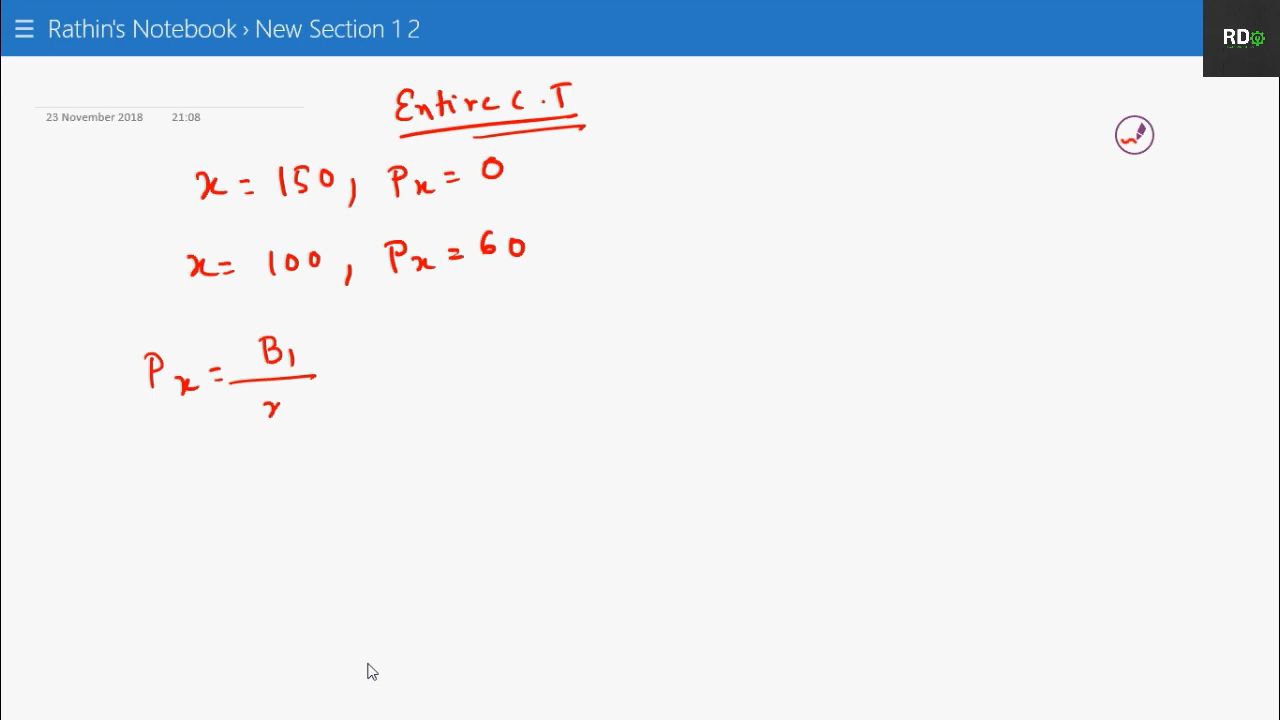 Rathin's Notebook › New Section 1 2
RD
23 November 2018 21:08
Entire C.T
x = 150, Px = 0
x = 100, Px = 60
Px = B1
x